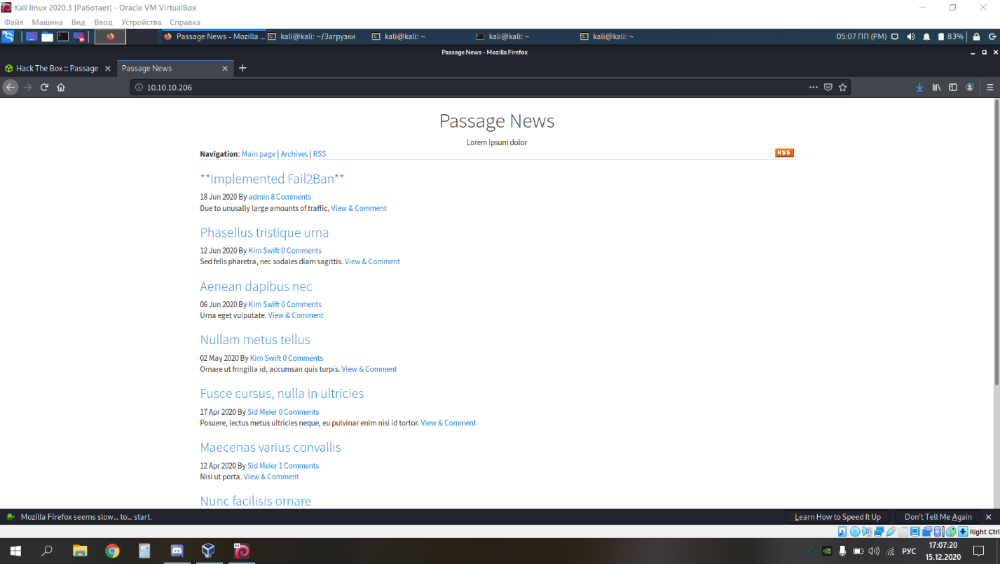 Kali linux 2020.3 [Работает] - Oracle VM VirtualBox
Файл Машина Вид Ввод Устройства Справка
Passage News - Mozilla ... kali@kali: ~/Загрузки kali@kali: ~ kali@kali: ~ kali@kali: ~ 05:07 ПП (PM) 83%
Passage News - Mozilla Firefox
Hack The Box :: Passage Passage News
10.10.10.206
Passage News
Lorem ipsum dolor
Navigation: Main page | Archives | RSS RSS
**Implemented Fail2Ban**
18 Jun 2020 By admin 8 Comments
Due to unusally large amounts of traffic, View & Comment
Phasellus tristique urna
12 Jun 2020 By Kim Swift 0 Comments
Sed felis pharetra, nec sodales diam sagittis. View & Comment
Aenean dapibus nec
06 Jun 2020 By Kim Swift 0 Comments
Urna eget vulputate. View & Comment
Nullam metus tellus
02 May 2020 By Kim Swift 0 Comments
Ornare ut fringilla id, accumsan quis turpis. View & Comment
Fusce cursus, nulla in ultricies
17 Apr 2020 By Sid Meier 0 Comments
Posuere, lectus metus ultricies neque, eu pulvinar enim nisi id tortor. View & Comment
Maecenas varius convallis
12 Apr 2020 By Sid Meier 1 Comments
Nisi ut porta. View & Comment
Nunc facilisis ornare
Mozilla Firefox seems slow... to... start. Learn How to Speed It Up Don't Tell Me Again
Right Ctrl
РУС 17:07:20
15.12.2020